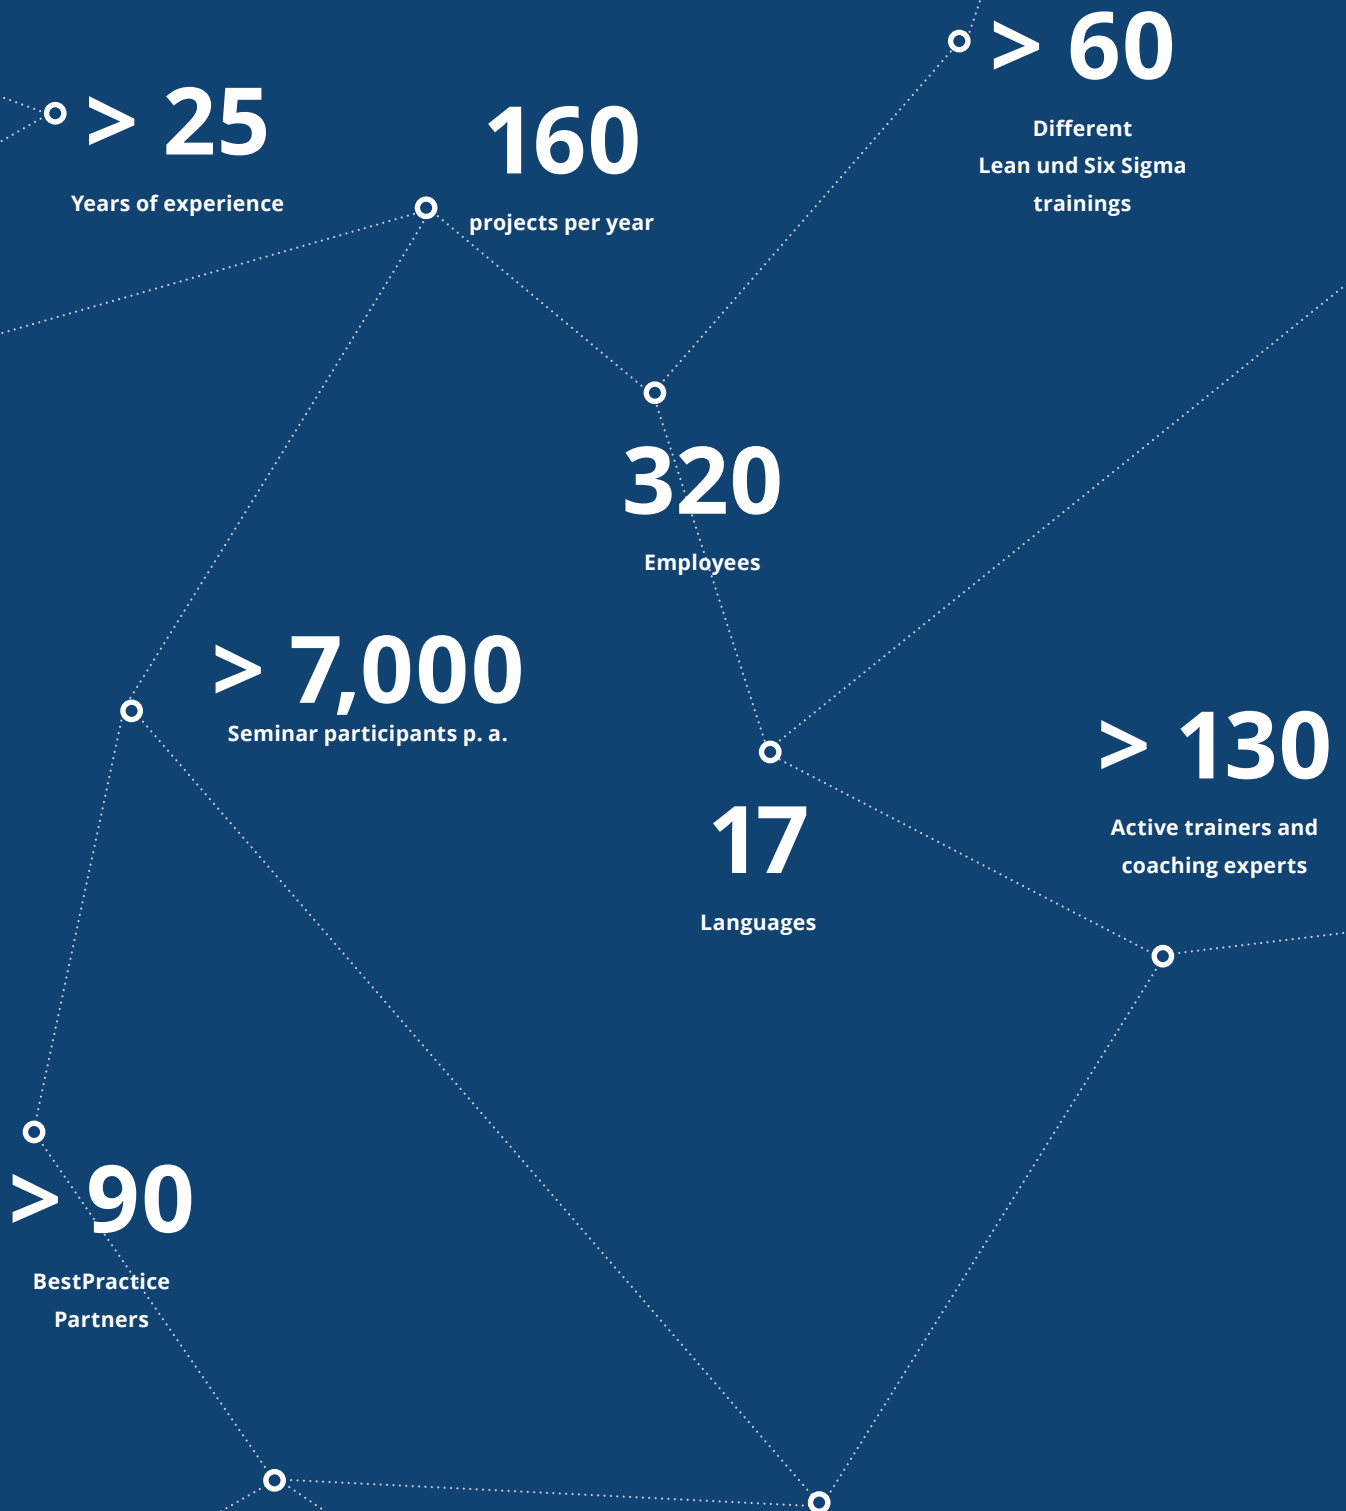 > 60
Different
Lean und Six Sigma
trainings
> 25
Years of experience
160
projects per year
320
Employees
> 7,000
Seminar participants p. a.
> 130
Active trainers and
coaching experts
17
Languages
> 90
BestPractice
Partners